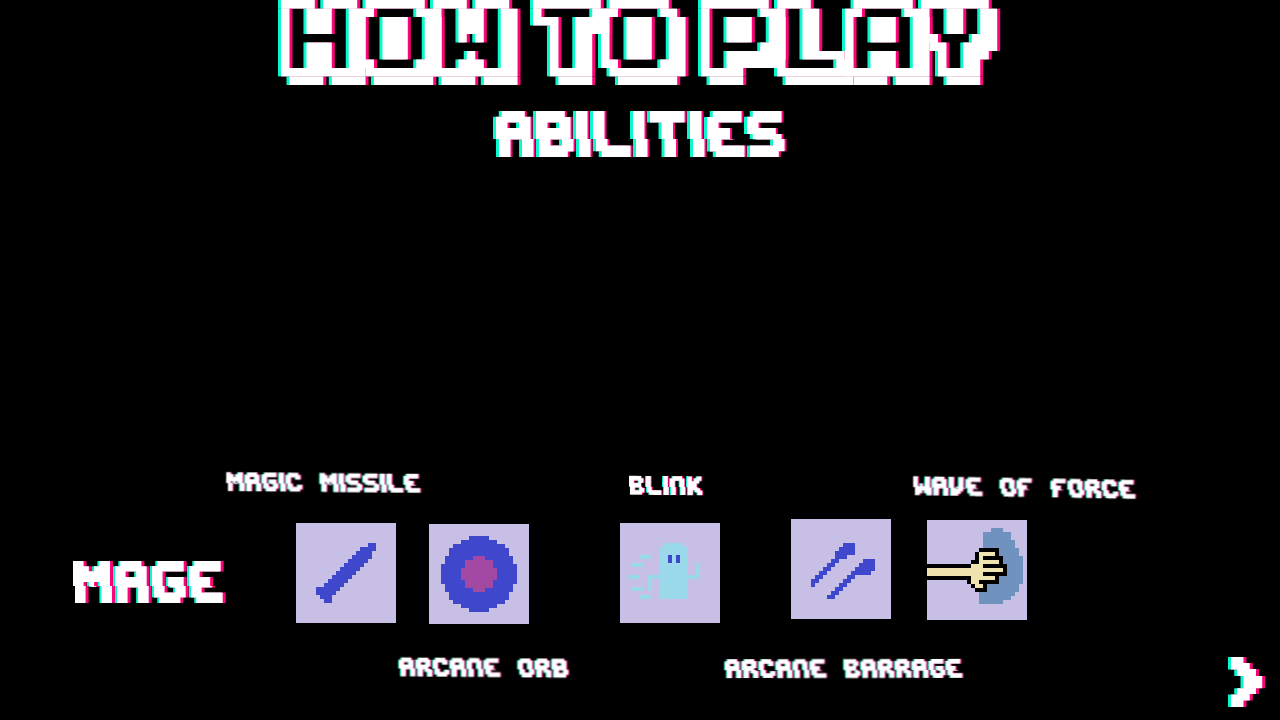 HOW TO PLAY
ABILITIES
MAGIC MISSILE
BLINK
WAVE OF FORCE
MAGE
ARCANE ORB
ARCANE BARRAGE